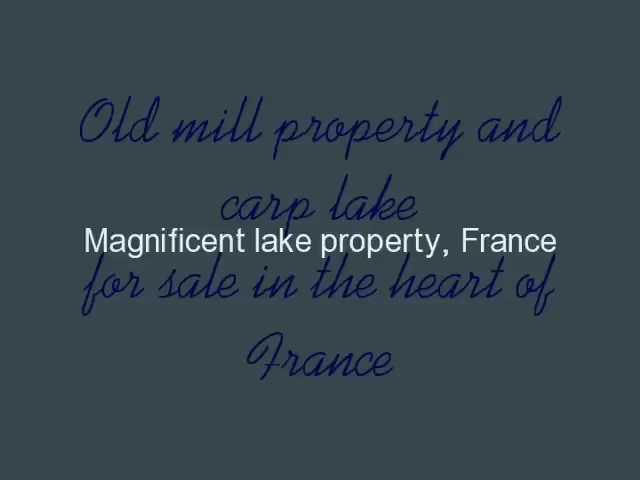 Old mill property and
carp lake
Magnificent lake property, France
for sale in the heart of
France